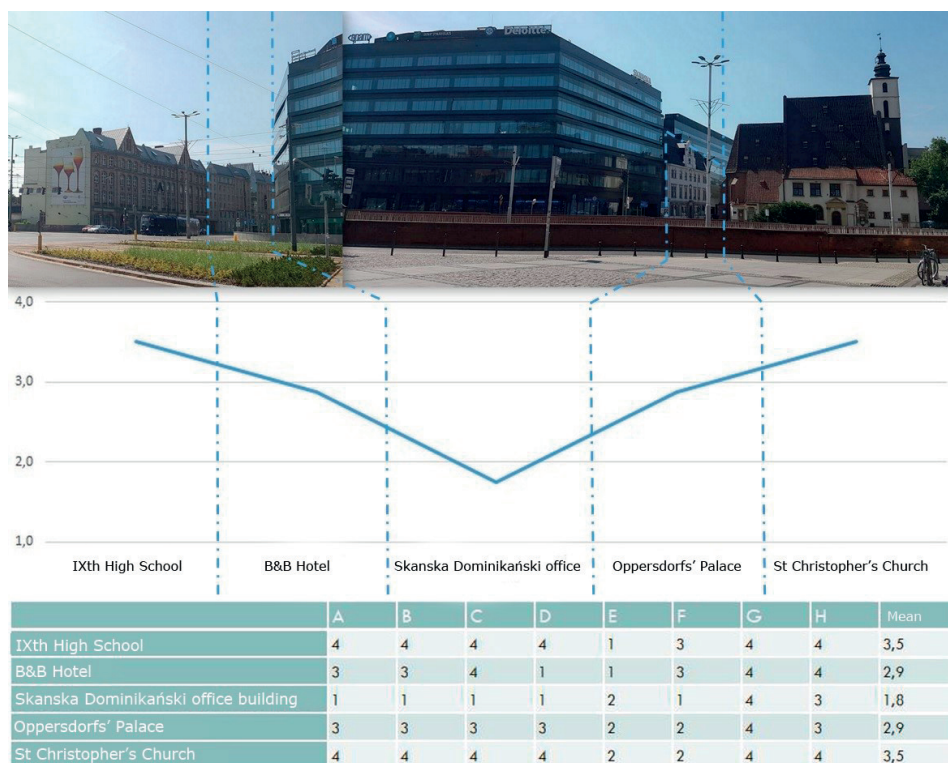 Deloitte.
4,0
3,0
2,0
1,0
IXth High School B&B Hotel Skanska Dominikański office Oppersdorfs' Palace St Christopher's Church
A B C D E F G H Mean
IXth High School 4 4 4 4 1 3 4 4 3,5
B&B Hotel 3 3 4 1 1 3 4 4 2,9
Skanska Dominikański office building 1 1 1 1 2 1 4 3 1,8
Oppersdorfs' Palace 3 3 3 3 2 2 4 3 2,9
St Christopher's Church 4 4 4 4 2 2 4 4 3,5